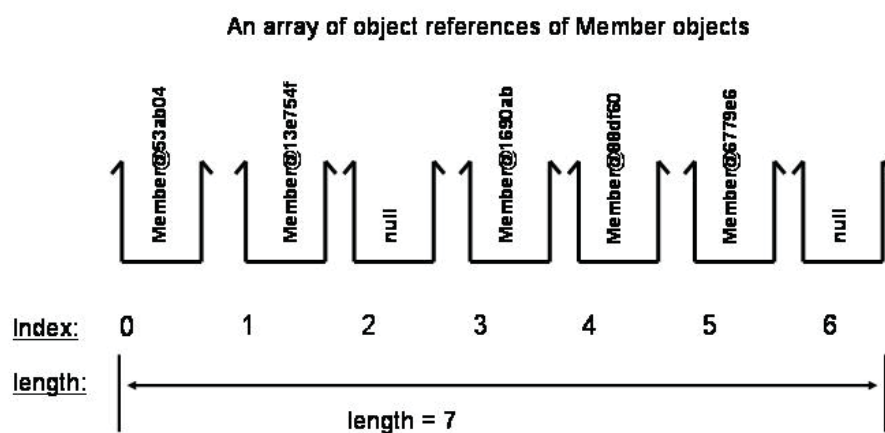 An array of object references of Member objects
Member@53ab04
Member@13e754f
null
Member@1690ab
Member@88df60
Member@6779e6
null
Index: 0 1 2 3 4 5 6
length:
length = 7